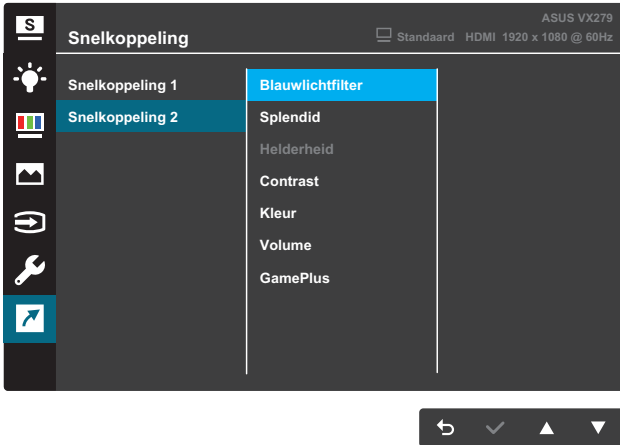 S
ASUS VX279
Snelkoppeling
Standaard HDMI 1920 x 1080 @ 60Hz
Snelkoppeling 1
Snelkoppeling 2
Blauwlichtfilter
Splendid
Helderheid
Contrast
Kleur
Volume
GamePlus